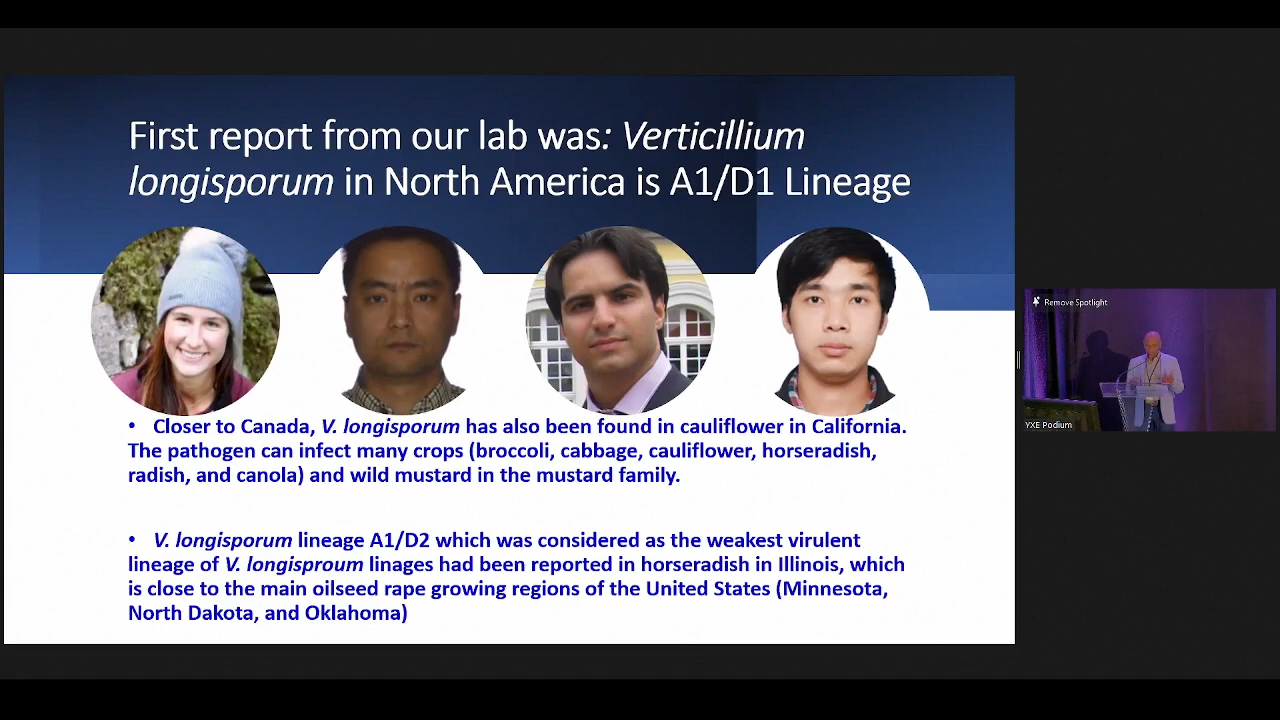 First report from our lab was: Verticillium
longisporum in North America is A1/D1 Lineage
• Closer to Canada, V. longisporum has also been found in cauliflower in California.
The pathogen can infect many crops (broccoli, cabbage, cauliflower, horseradish,
radish, and canola) and wild mustard in the mustard family.
• V. longisporum lineage A1/D2 which was considered as the weakest virulent
lineage of V. longisproum linages had been reported in horseradish in Illinois, which
is close to the main oilseed rape growing regions of the United States (Minnesota,
North Dakota, and Oklahoma)
Remove Spotlight
YXE Podium